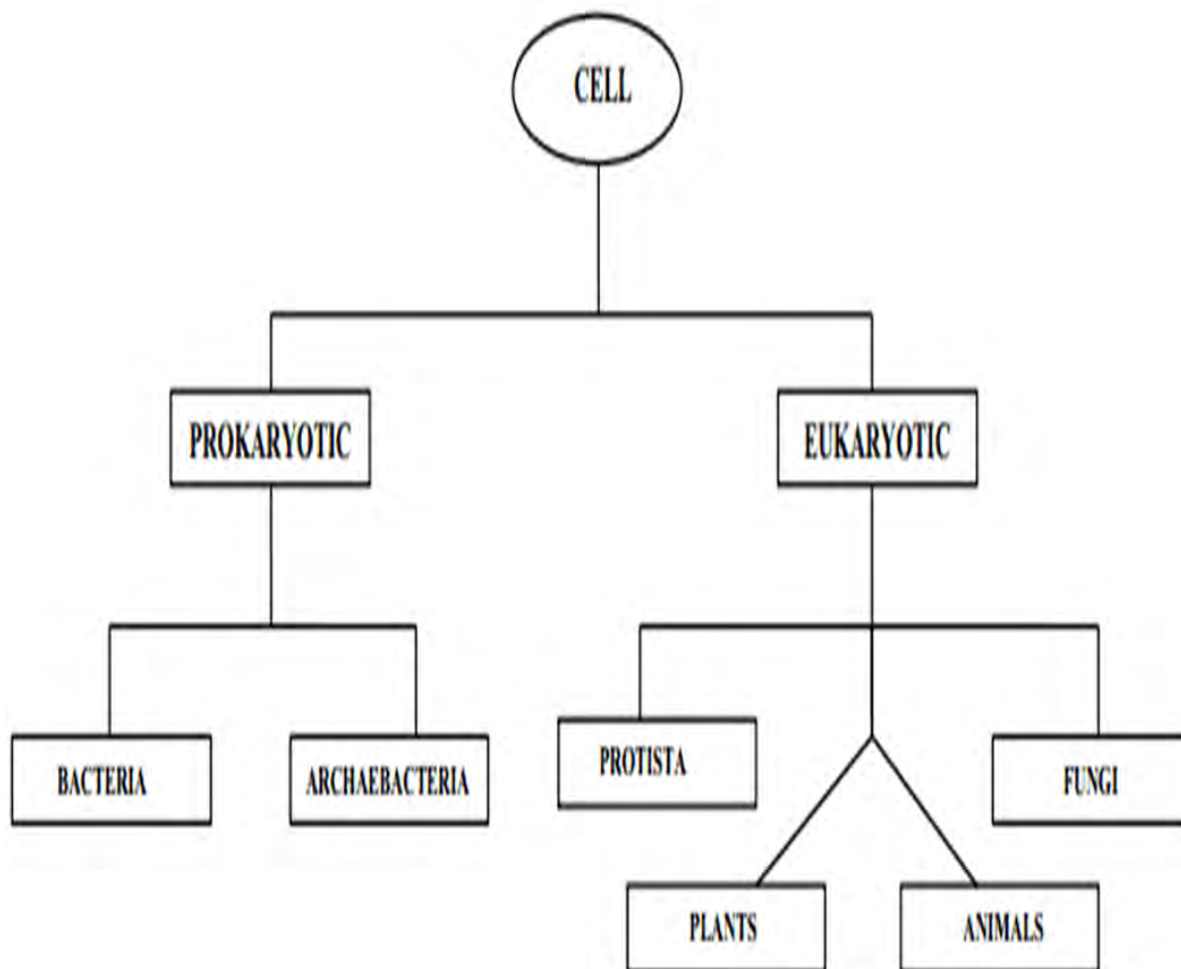 CELL
PROKARYOTIC
EUKARYOTIC
BACTERIA
ARCHAEBACTERIA
PROTISTA
FUNGI
PLANTS
ANIMALS